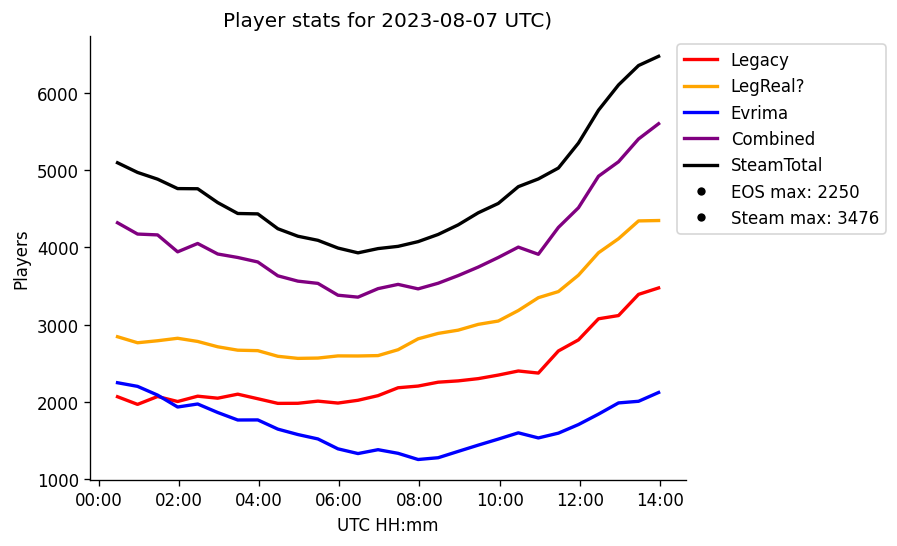 Player stats for 2023-08-07 UTC)
Legacy
LegReal?
Evrima
Combined
SteamTotal
EOS max: 2250
Steam max: 3476
Players
6000
5000
4000
3000
2000
1000
00:00 02:00 04:00 06:00 08:00 10:00 12:00 14:00
UTC HH:mm